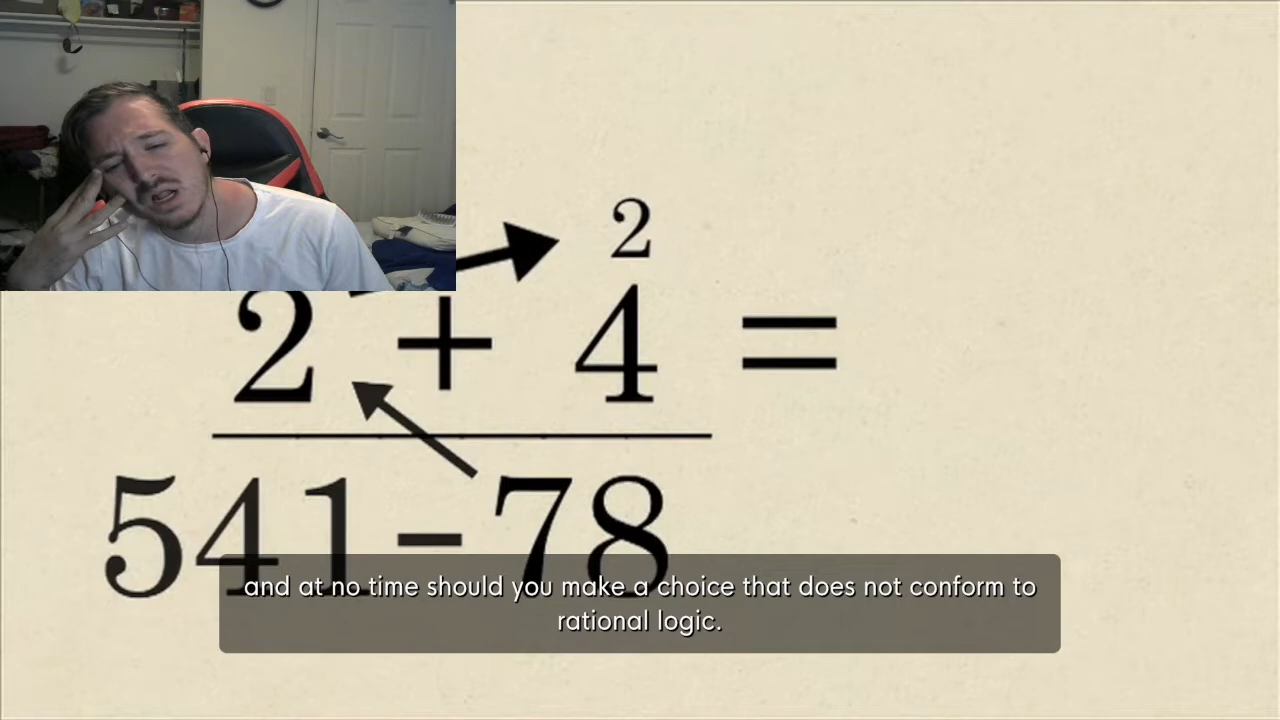 2
2 + 4 =
541-78
and at no time should you make a choice that does not conform to
rational logic.